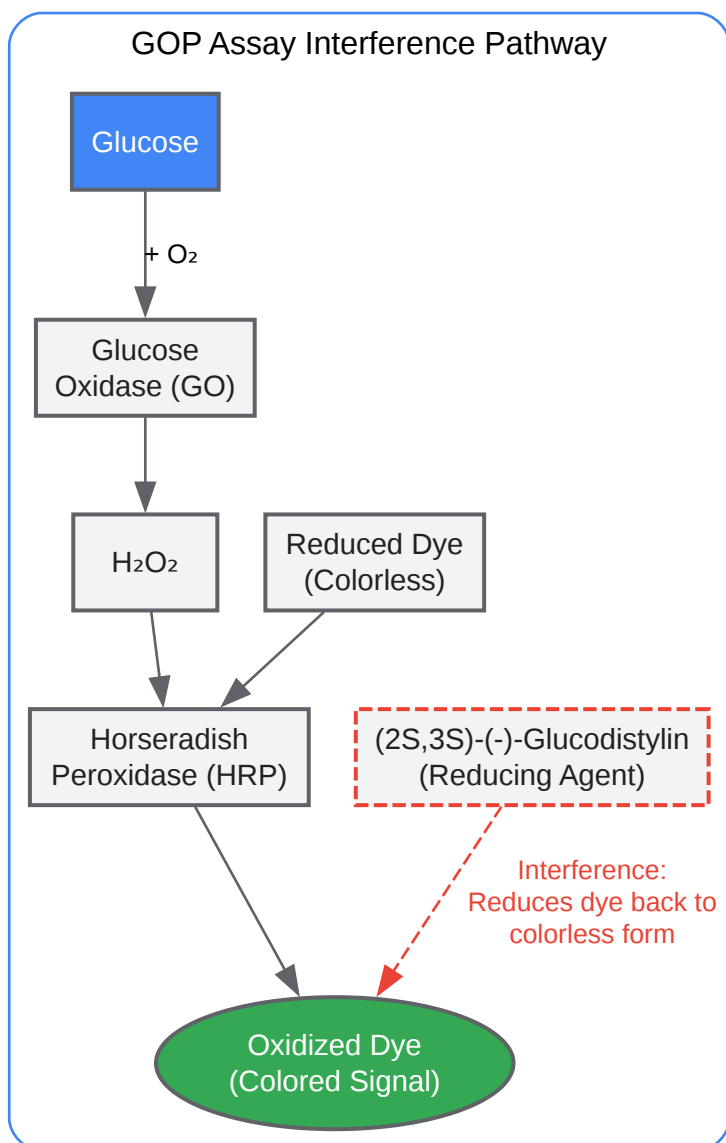 GOP Assay Interference Pathway
Glucose
+ O₂
Glucose
Oxidase (GO)
H₂O₂
Reduced Dye
(Colorless)
Horseradish
Peroxidase (HRP)
(2S,3S)-(-)-Glucodistylin
(Reducing Agent)
Interference:
Reduces dye back to
colorless form
Oxidized Dye
(Colored Signal)